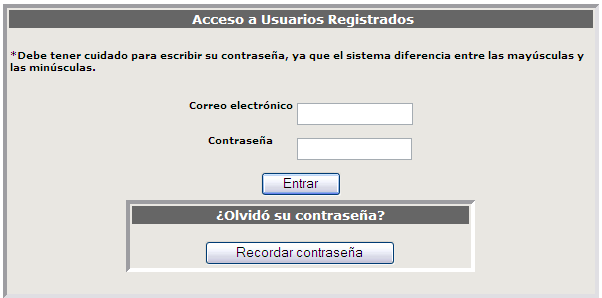 Acceso a Usuarios Registrados
*Debe tener cuidado para escribir su contraseña, ya que el sistema diferencia entre las mayúsculas y
las minúsculas.
Correo electrónico
Contraseña
Entrar
¿Olvidó su contraseña?
Recordar contraseña